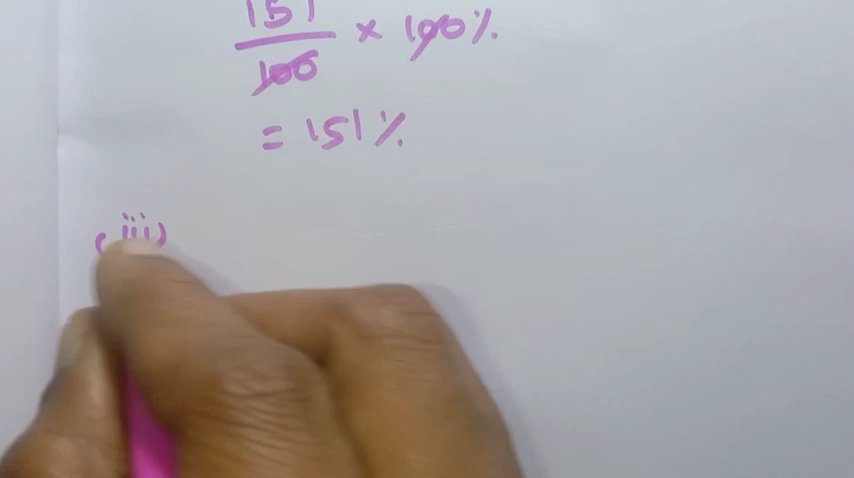 151
100 × 100%
= 151%
(iii)